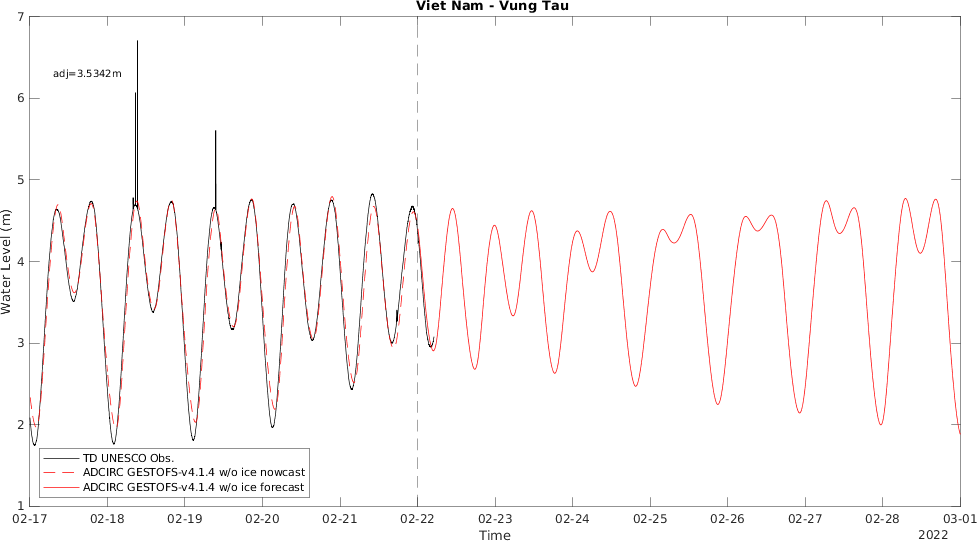 Viet Nam - Vung Tau
7
adj=3.5342m
6
5
4
3
2
1
Water Level (m)
TD UNESCO Obs.
ADCIRC GESTOFS-v4.1.4 w/o ice nowcast
ADCIRC GESTOFS-v4.1.4 w/o ice forecast
02-17 02-18 02-19 02-20 02-21 02-22 02-23 02-24 02-25 02-26 02-27 02-28 03-01
Time
2022